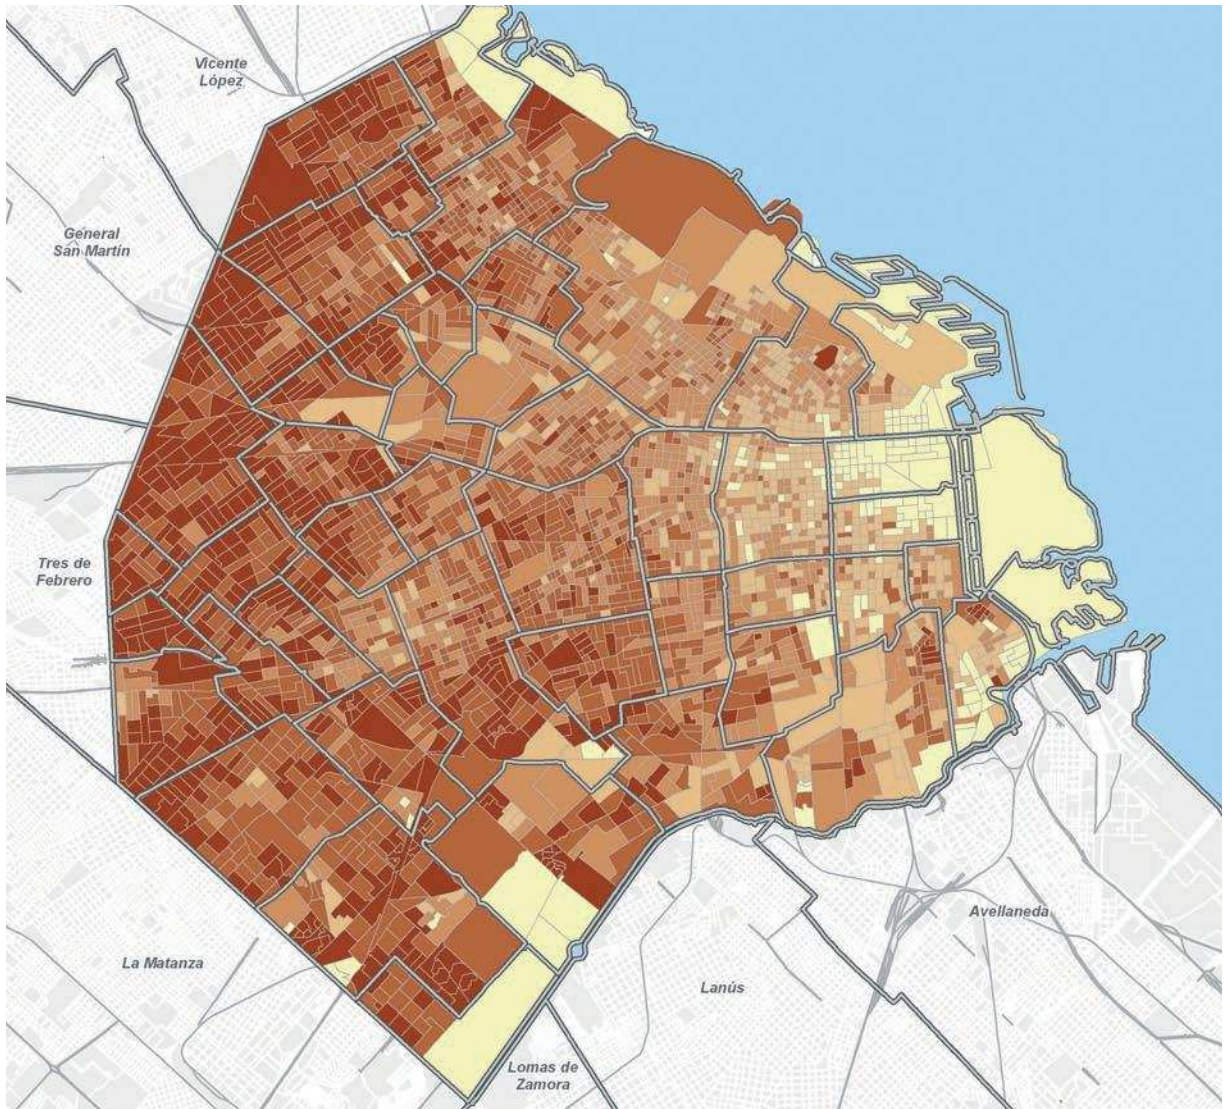 Vicente
López
General
San Martín
Tres de
Febrero
La Matanza
Lomas de
Zamora
Lanús
Avellaneda